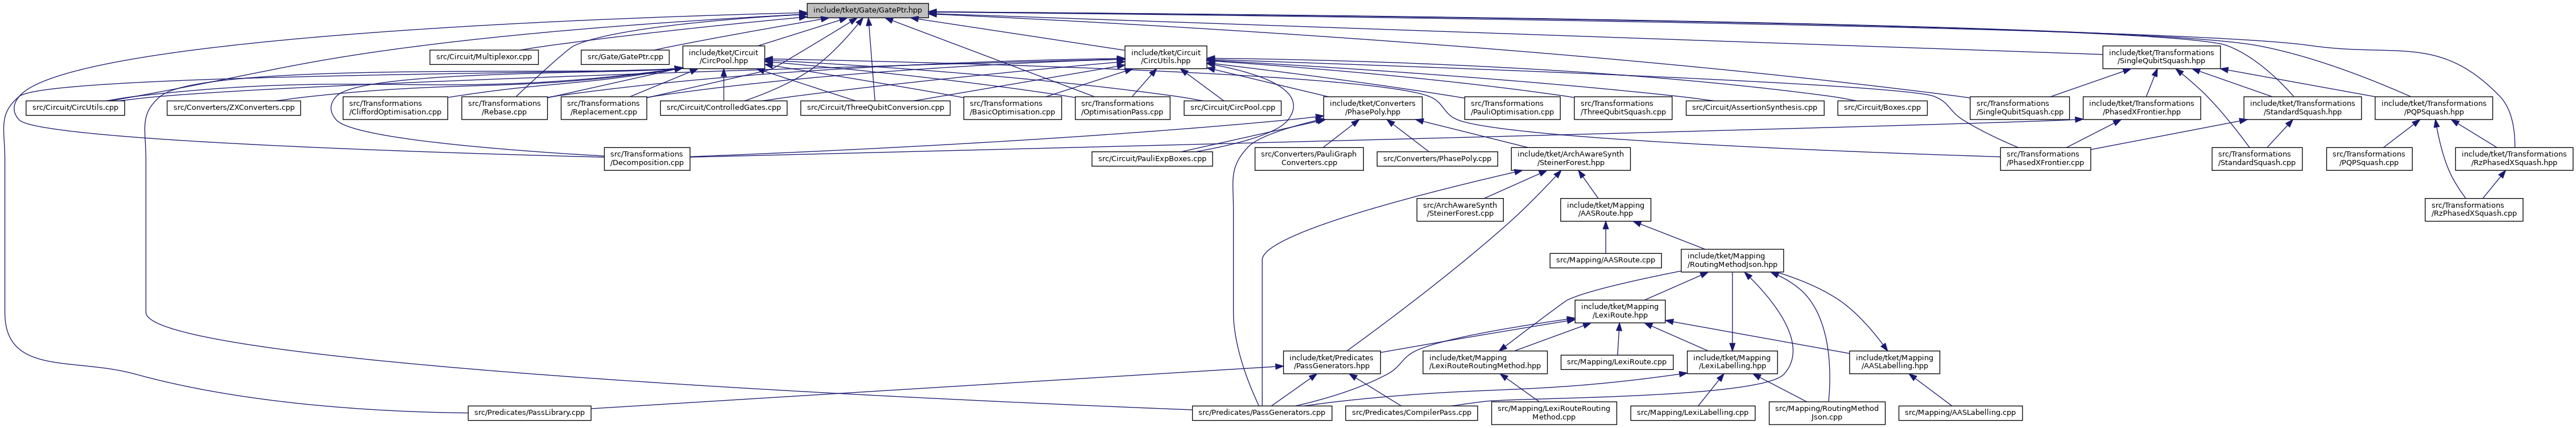 include/tket/Gate/GatePtr.hpp
src/Circuit/Multiplexor.cpp
src/Gate/GatePtr.cpp
include/tket/Circuit
/CircPool.hpp
include/tket/Circuit
/CircUtils.hpp
include/tket/Transformations
/SingleQubitSquash.hpp
src/Circuit/CircUtils.cpp
src/Converters/ZXConverters.cpp
src/Transformations
/CliffordOptimisation.cpp
src/Transformations
/Rebase.cpp
src/Transformations
/Replacement.cpp
src/Circuit/ControlledGates.cpp
src/Circuit/ThreeQubitConversion.cpp
src/Transformations
/BasicOptimisation.cpp
src/Transformations
/OptimisationPass.cpp
src/Circuit/CircPool.cpp
include/tket/Converters
/PhasePoly.hpp
src/Transformations
/PauliOptimisation.cpp
src/Transformations
/ThreeQubitSquash.cpp
src/Circuit/AssertionSynthesis.cpp
src/Circuit/Boxes.cpp
src/Transformations
/SingleQubitSquash.cpp
include/tket/Transformations
/PhasedXFrontier.hpp
include/tket/Transformations
/StandardSquash.hpp
include/tket/Transformations
/PQPSquash.hpp
src/Transformations
/Decomposition.cpp
src/Circuit/PauliExpBoxes.cpp
src/Converters/PauliGraph
Converters.cpp
src/Converters/PhasePoly.cpp
include/tket/ArchAwareSynth
/SteinerForest.hpp
src/Transformations
/PhasedXFrontier.cpp
src/Transformations
/StandardSquash.cpp
src/Transformations
/PQPSquash.cpp
include/tket/Transformations
/RzPhasedXSquash.hpp
src/ArchAwareSynth
/SteinerForest.cpp
include/tket/Mapping
/AASRoute.hpp
src/Transformations
/RzPhasedXSquash.cpp
src/Mapping/AASRoute.cpp
include/tket/Mapping
/RoutingMethodJson.hpp
include/tket/Mapping
/LexiRoute.hpp
include/tket/Predicates
/PassGenerators.hpp
include/tket/Mapping
/LexiRouteRoutingMethod.hpp
src/Mapping/LexiRoute.cpp
include/tket/Mapping
/LexiLabelling.hpp
include/tket/Mapping
/AASLabelling.hpp
src/Predicates/PassLibrary.cpp
src/Predicates/PassGenerators.cpp
src/Predicates/CompilerPass.cpp
src/Mapping/LexiRouteRouting
Method.cpp
src/Mapping/LexiLabelling.cpp
src/Mapping/RoutingMethod
Json.cpp
src/Mapping/AASLabelling.cpp